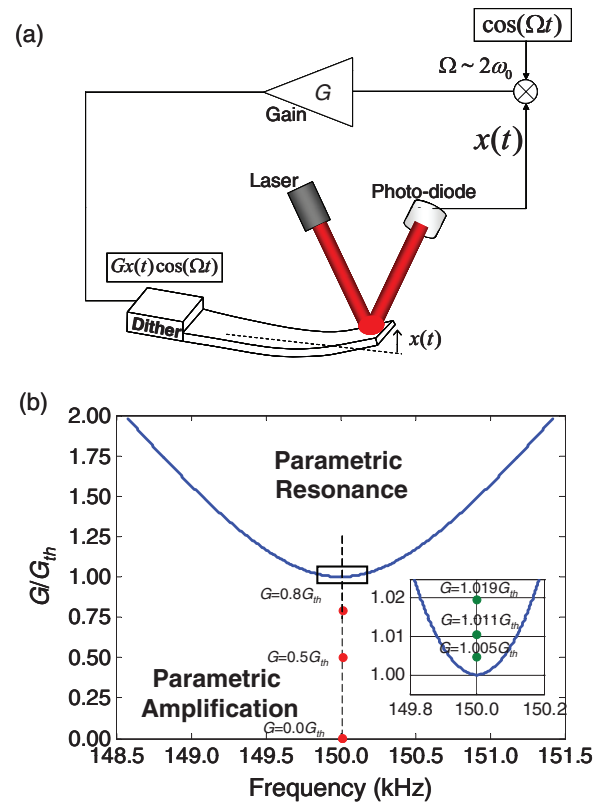 (a)
cos(Ωt)
Ω ~ 2ω₀
G
Gain
x(t)
Laser
Photo-diode
Gx(t)cos(Ωt)
Dither
x(t)
(b)
2.00
1.75
1.50
1.25
1.00
0.75
0.50
0.25
0.00
G/Gth
Parametric
Resonance
G=0.8Gth
G=0.5Gth
Parametric
Amplification
G=0.0Gth
1.02
1.01
1.00
G=1.019Gth
G=1.011Gth
G=1.005Gth
149.8 150.0 150.2
148.5 149.0 149.5 150.0 150.5 151.0 151.5
Frequency (kHz)